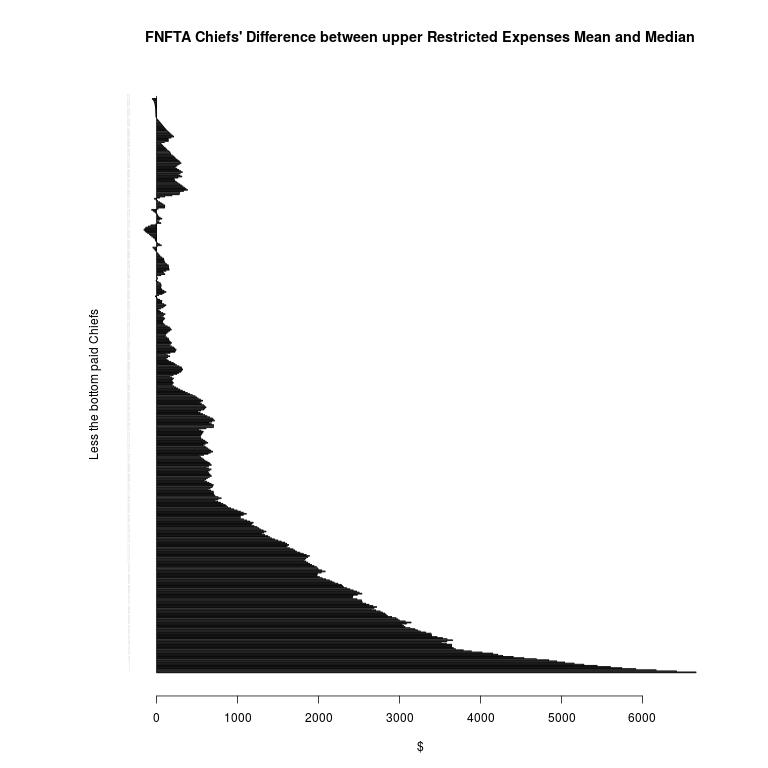 FNFTA Chiefs' Difference between upper Restricted Expenses Mean and Median
Less the bottom paid Chiefs
0 1000 2000 3000 4000 5000 6000
$